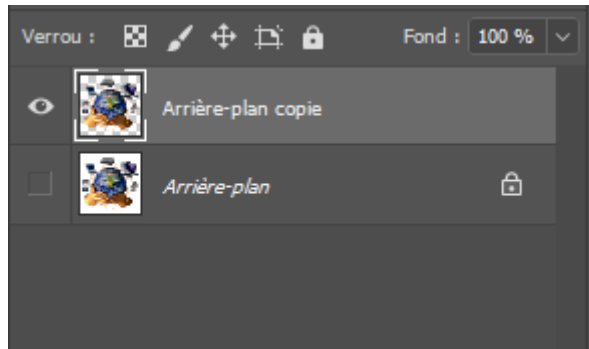 Verrou : Fond : 100 %
Arrière-plan copie
Arrière-plan